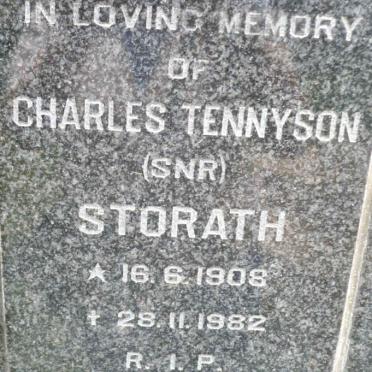 IN LOVING MEMORY
OF
CHARLES TENNYSON
(SNR)
STORATH
★ 16.6.1908
✝ 28.11.1982
R. I. P.